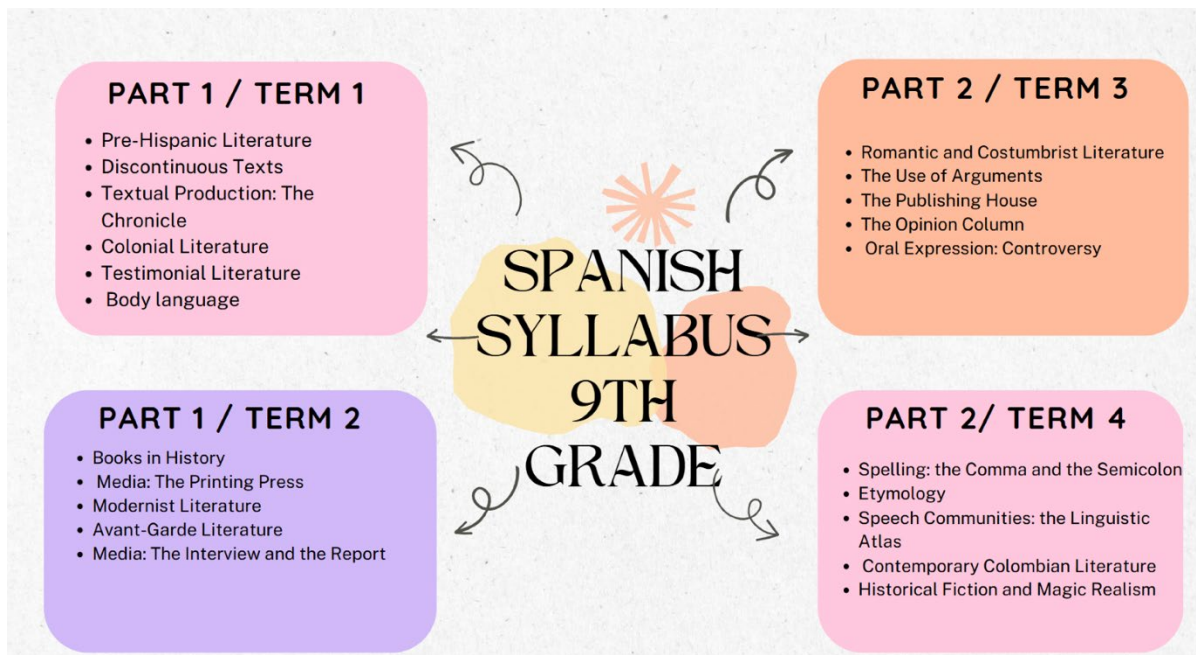 PART 1 / TERM 1
• Pre-Hispanic Literature
• Discontinuous Texts
• Textual Production: The
Chronicle
• Colonial Literature
• Testimonial Literature
• Body language
PART 1 / TERM 2
• Books in History
• Media: The Printing Press
• Modernist Literature
• Avant-Garde Literature
• Media: The Interview and the Report
SPANISH
SYLLABUS
9TH
GRADE
PART 2 / TERM 3
• Romantic and Costumbrist Literature
• The Use of Arguments
• The Publishing House
• The Opinion Column
• Oral Expression: Controversy
PART 2/ TERM 4
• Spelling: the Comma and the Semicolon
• Etymology
• Speech Communities: the Linguistic
Atlas
• Contemporary Colombian Literature
• Historical Fiction and Magic Realism